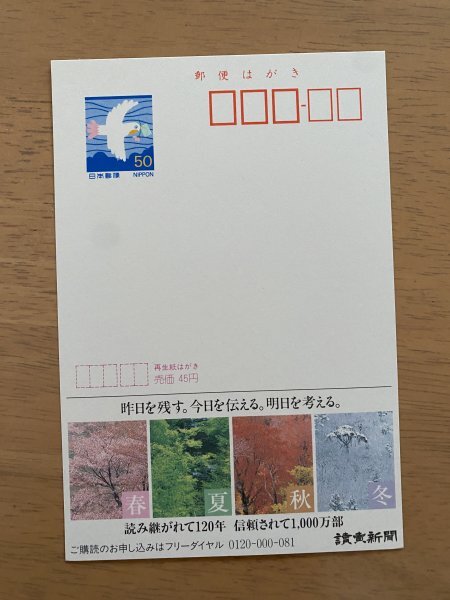 郵便はがき
50
日本郵便 NIPPON
再生紙はがき
売価 45円
昨日を残す。今日を伝える。明日を考える。
春 夏 秋 冬
読み継がれて120年 信頼されて1,000万部
ご購読のお申し込みはフリーダイヤル 0120-000-081
讀賣新聞